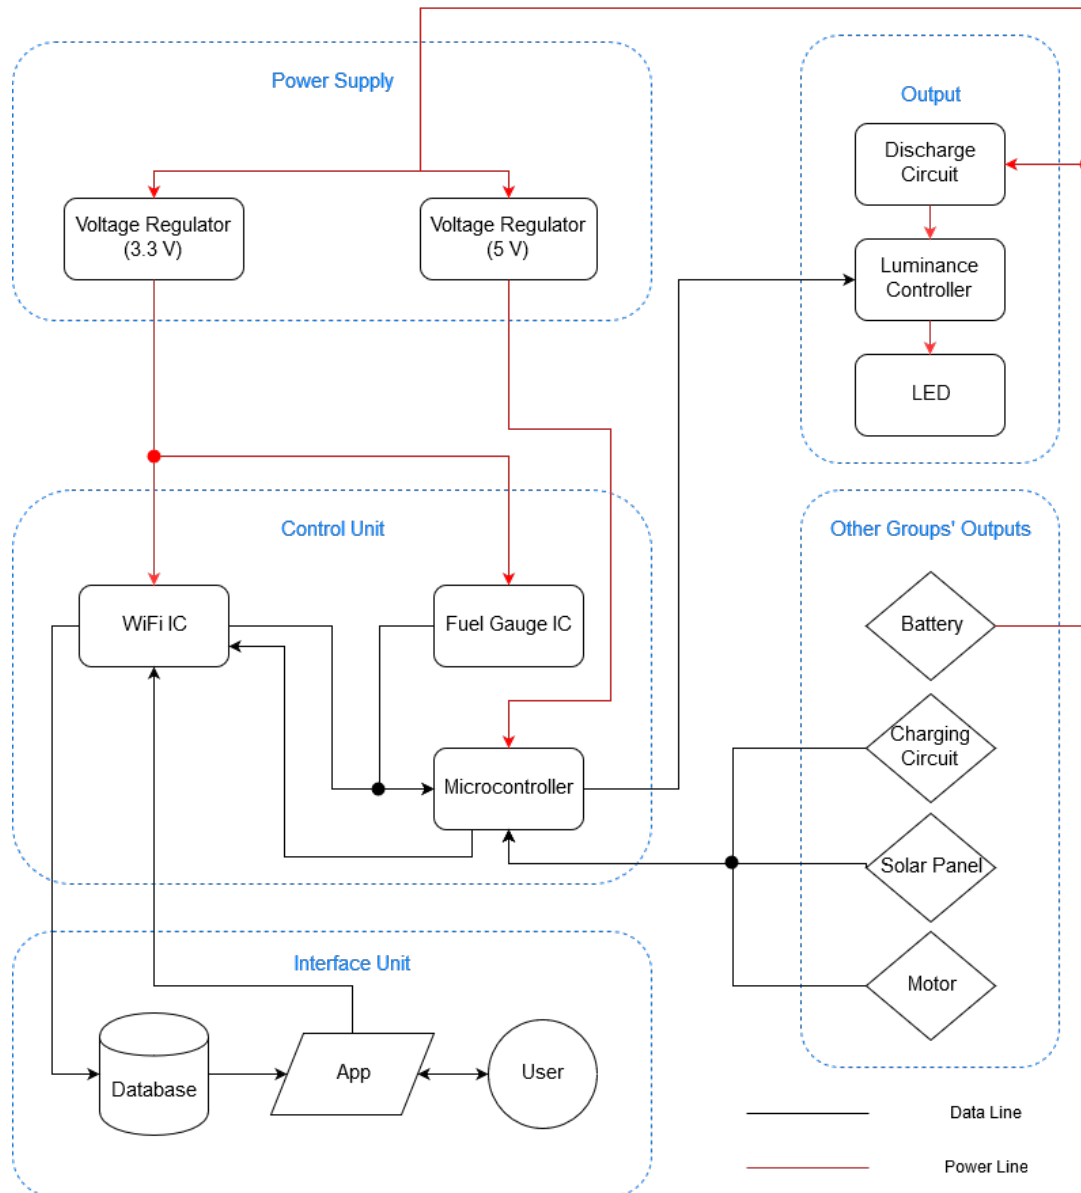 Power Supply
Voltage Regulator
(3.3 V)
Voltage Regulator
(5 V)
Output
Discharge
Circuit
Luminance
Controller
LED
Control Unit
WiFi IC
Fuel Gauge IC
Microcontroller
Other Groups' Outputs
Battery
Charging
Circuit
Solar Panel
Motor
Interface Unit
Database
App
User
Data Line
Power Line